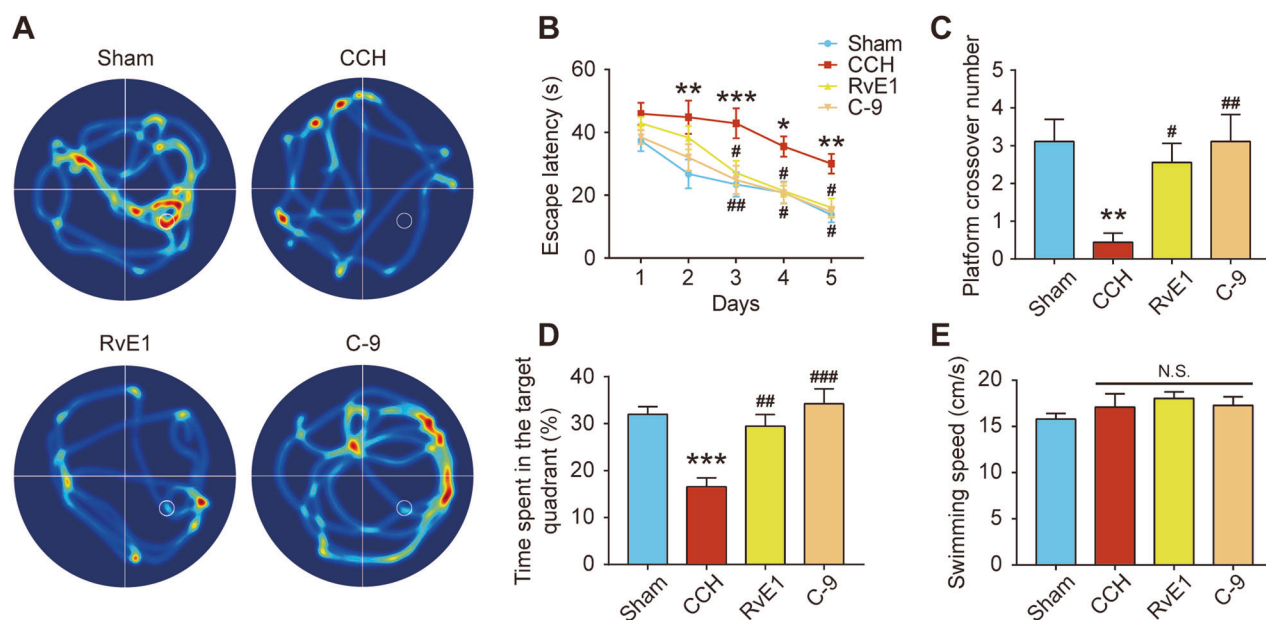 A
Sham
CCH
RvE1
C-9
B
Sham
CCH
RvE1
C-9
Escape latency (s)
60
40
20
0
**
***
*
**
#
#
#
##
#
#
1 2 3 4 5
Days
C
Platform crossover number
5
4
3
2
1
0
**
#
##
Sham
CCH
RvE1
C-9
D
Time spent in the target
quadrant (%)
40
30
20
10
0
***
##
###
Sham
CCH
RvE1
C-9
E
Swimming speed (cm/s)
20
15
10
5
0
N.S.
Sham
CCH
RvE1
C-9